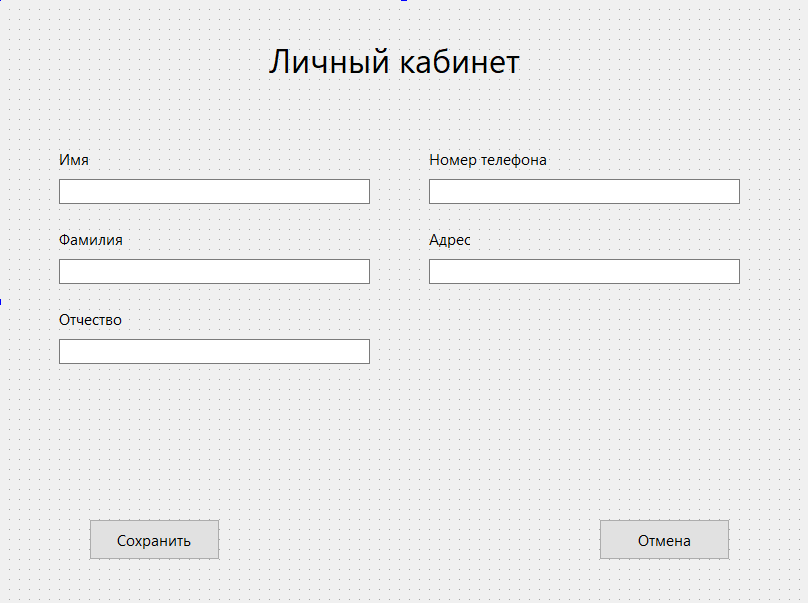 Личный кабинет
Имя
Номер телефона
Фамилия
Адрес
Отчество
Сохранить
Отмена